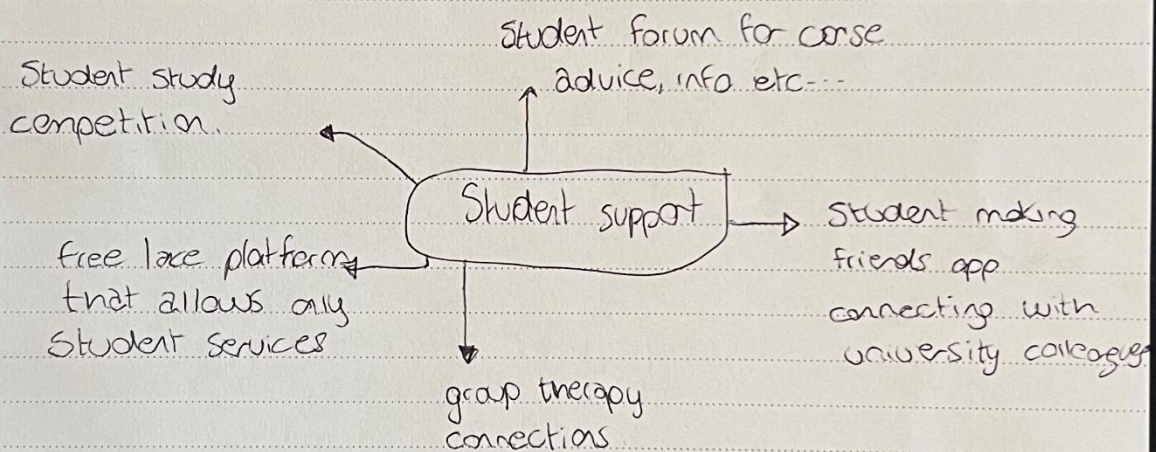 Student forum for corse
advice, info etc---
Student study
competition.
Student support
Student making
friends app
connecting with
university colleagues
free lace platform
that allows only
Student services
group therapy
connections